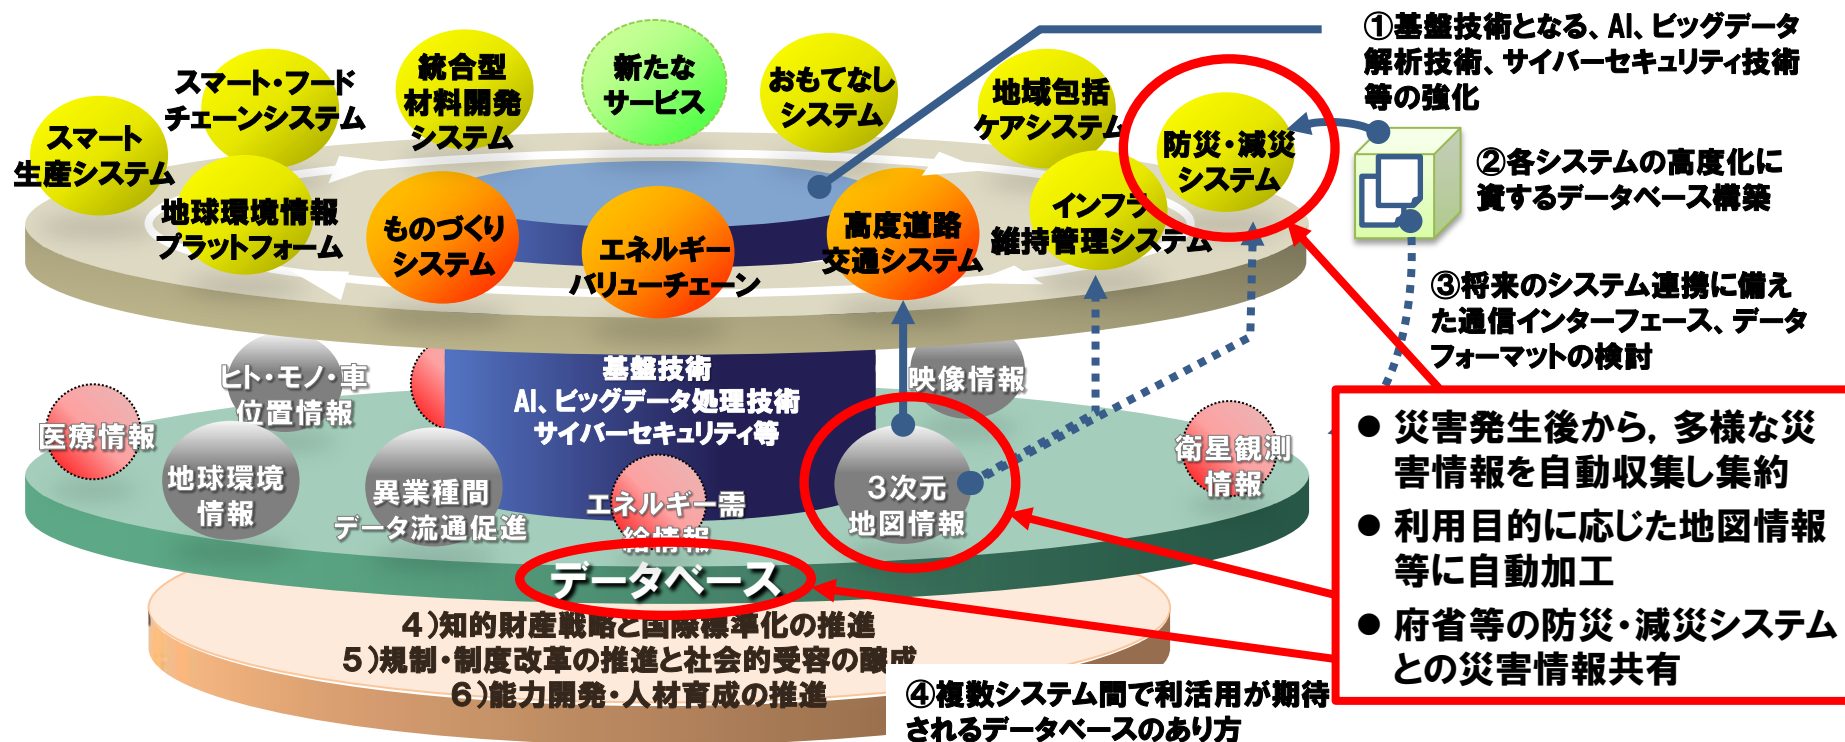 ①基盤技術となる、AI、ビッグデータ
解析技術、サイバーセキュリティ技術
等の強化
スマート・フード
チェーンシステム
統合型
材料開発
システム
新たな
サービス
おもてなし
システム
地域包括
ケアシステム
防災・減災
システム
スマート
生産システム
②各システムの高度化に
資するデータベース構築
地球環境情報
プラットフォーム
ものづくり
システム
エネルギー
バリューチェーン
高度道路
交通システム
インフラ
維持管理システム
③将来のシステム連携に備え
た通信インターフェース、データ
フォーマットの検討
基盤技術
AI、ビッグデータ処理技術
サイバーセキュリティ等
ヒト・モノ・車
位置情報
映像情報
医療情報
地球環境
情報
異業種間
データ流通促進
エネルギー需
給情報
3次元
地図情報
衛星観測
情報
データベース
● 災害発生後から, 多様な災
害情報を自動収集し集約
● 利用目的に応じた地図情報
等に自動加工
● 府省等の防災・減災システム
との災害情報共有
4)知的財産戦略と国際標準化の推進
5)規制・制度改革の推進と社会的受容の醸成
6)能力開発・人材育成の推進
④複数システム間で利活用が期待
されるデータベースのあり方